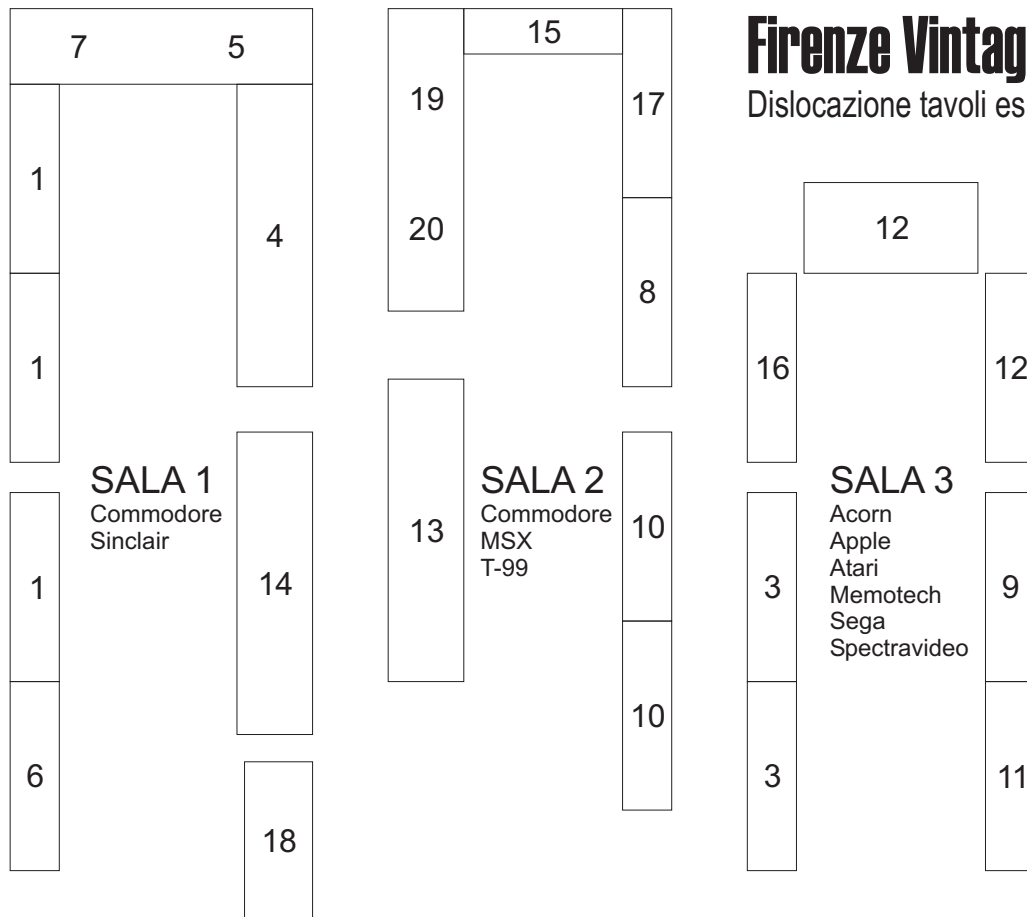 Firenze Vintag
Dislocazione tavoli es
7 5
1
1
4
SALA 1
Commodore
Sinclair
1
14
6
18
15
19
17
20
8
SALA 2
Commodore
MSX
T-99
13
10
10
12
16
12
SALA 3
Acorn
Apple
Atari
Memotech
Sega
Spectravideo
3
9
3
11